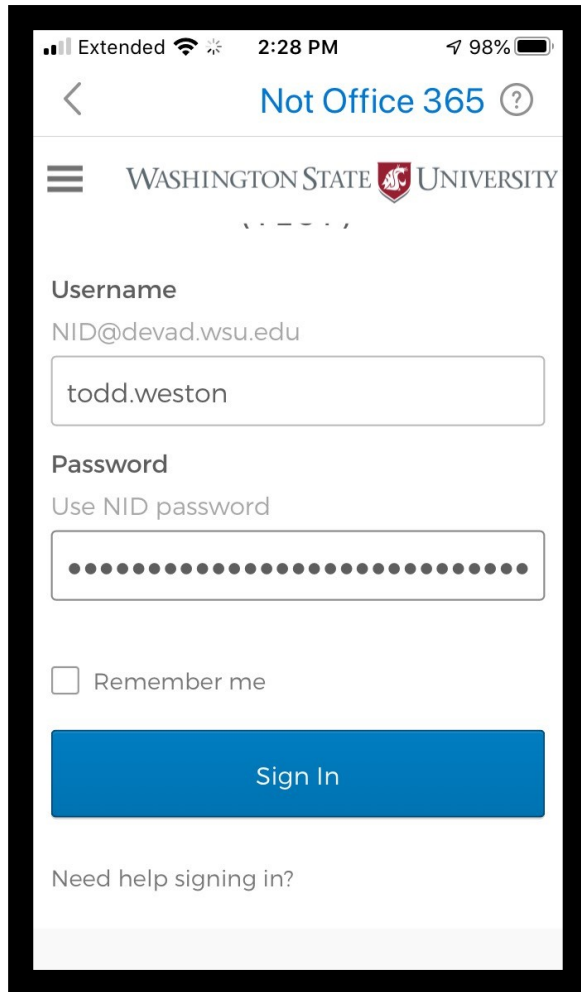 Extended 2:28 PM 98%
Not Office 365 ?
WASHINGTON STATE UNIVERSITY
Username
NID@devad.wsu.edu
todd.weston
Password
Use NID password
•••••••••••••••••••••••••••••
Remember me
Sign In
Need help signing in?